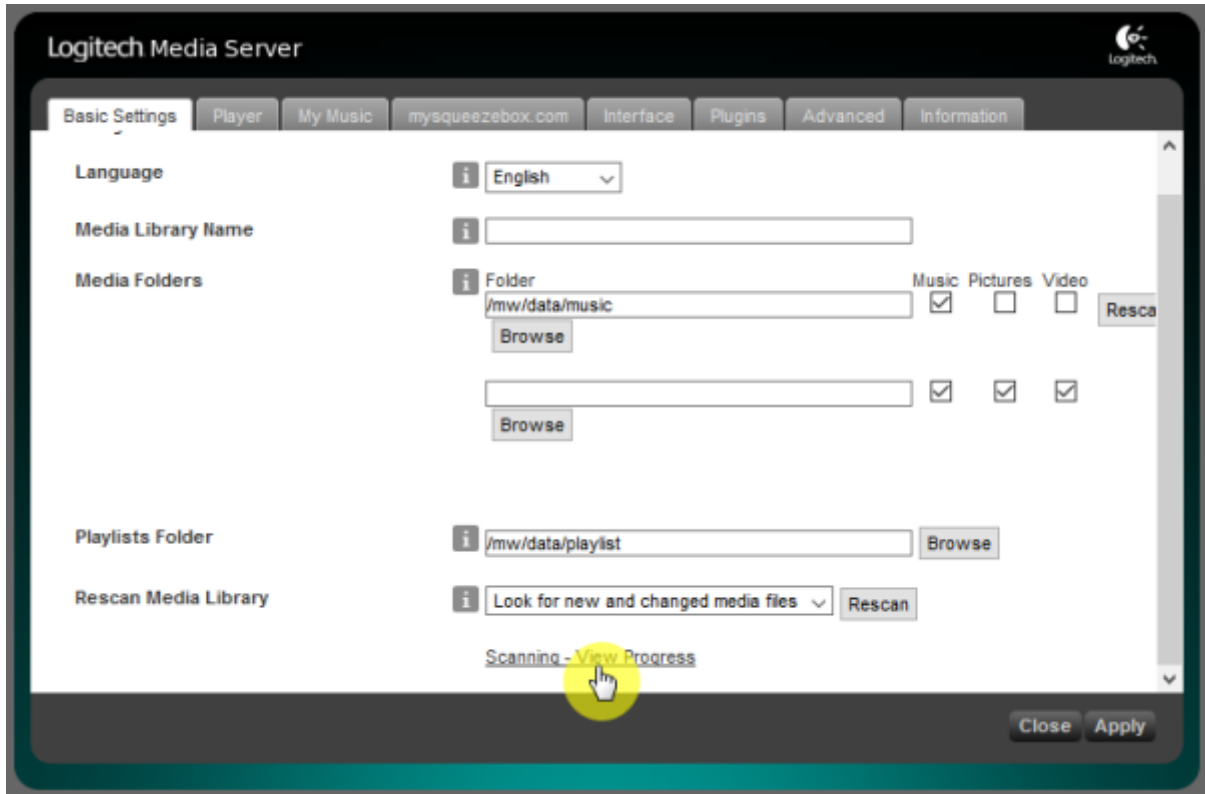 Logitech Media Server
Logitech
Basic Settings Player My Music mysqueezebox.com Interface Plugins Advanced Information
Language i English
Media Library Name i
Media Folders i Folder Music Pictures Video
/mw/data/music Resca
Browse
Browse
Playlists Folder i /mw/data/playlist Browse
Rescan Media Library i Look for new and changed media files Rescan
Scanning - View Progress
Close Apply